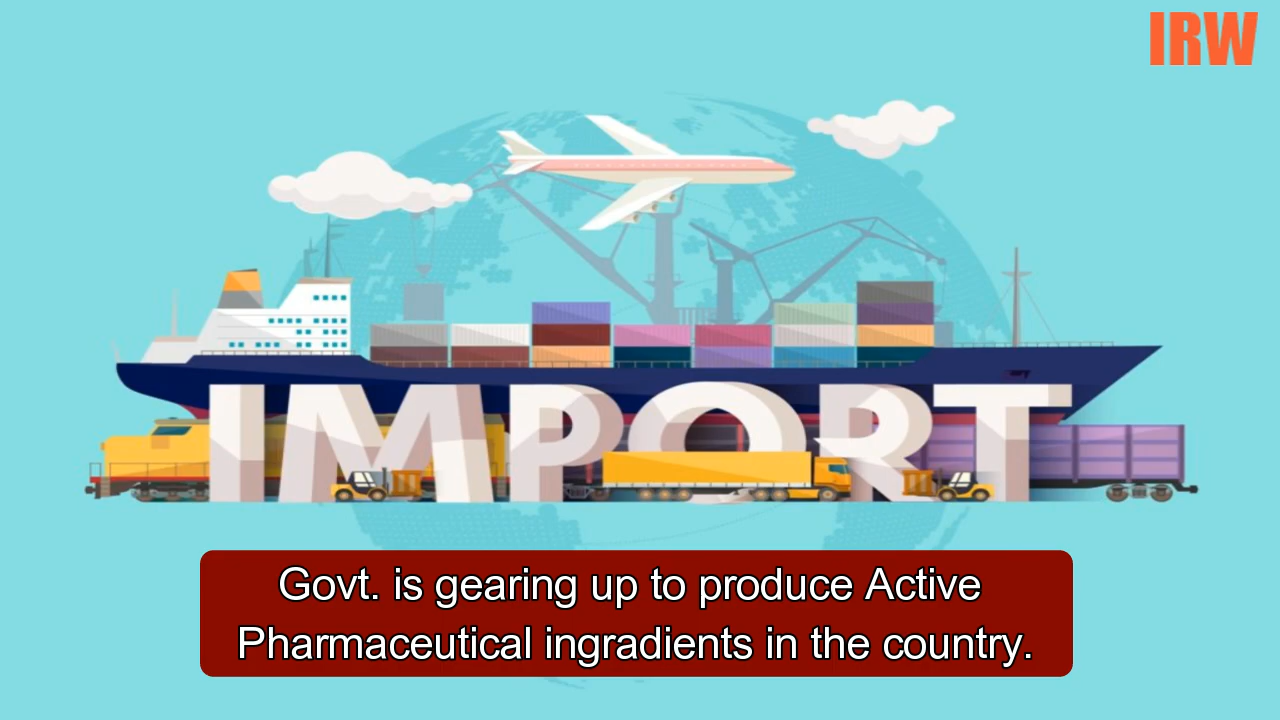 IRW
IMPORT
Govt. is gearing up to produce Active
Pharmaceutical ingradients in the country.